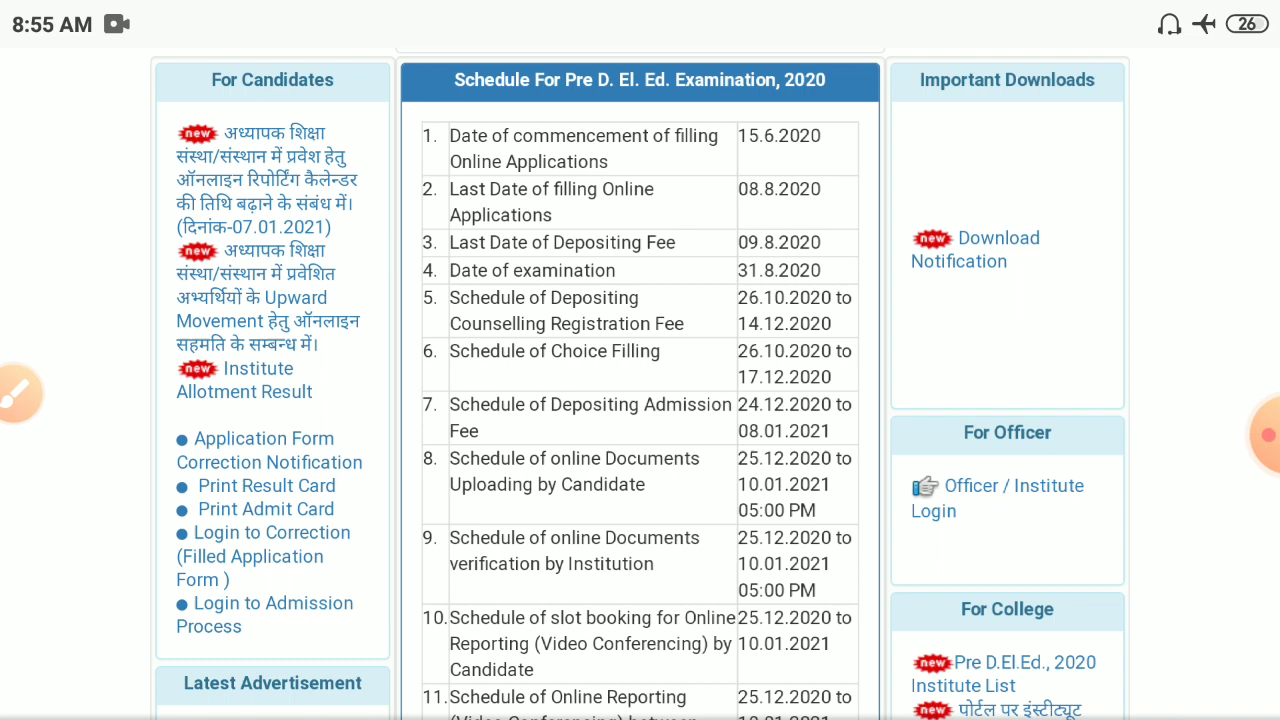 8:55 AM
26
For Candidates
new अध्यापक शिक्षा
संस्था/संस्थान में प्रवेश हेतु
ऑनलाइन रिपोर्टिंग कैलेन्डर
की तिथि बढ़ाने के संबंध में।
(दिनांक-07.01.2021)
new अध्यापक शिक्षा
संस्था/संस्थान में प्रवेशित
अभ्यर्थियों के Upward
Movement हेतु ऑनलाइन
सहमति के सम्बन्ध में।
new Institute
Allotment Result
Application Form
Correction Notification
Print Result Card
Print Admit Card
Login to Correction
(Filled Application
Form )
Login to Admission
Process
Latest Advertisement
Schedule For Pre D. El. Ed. Examination, 2020
1. Date of commencement of filling 15.6.2020
Online Applications
2. Last Date of filling Online 08.8.2020
Applications
3. Last Date of Depositing Fee 09.8.2020
4. Date of examination 31.8.2020
5. Schedule of Depositing 26.10.2020 to
Counselling Registration Fee 14.12.2020
6. Schedule of Choice Filling 26.10.2020 to
17.12.2020
7. Schedule of Depositing Admission 24.12.2020 to
Fee 08.01.2021
8. Schedule of online Documents 25.12.2020 to
Uploading by Candidate 10.01.2021
05:00 PM
9. Schedule of online Documents 25.12.2020 to
verification by Institution 10.01.2021
05:00 PM
10. Schedule of slot booking for Online 25.12.2020 to
Reporting (Video Conferencing) by 10.01.2021
Candidate
11. Schedule of Online Reporting 25.12.2020 to
(Video Conferencing) between
Important Downloads
new Download
Notification
For Officer
Officer / Institute
Login
For College
new Pre D.El.Ed., 2020
Institute List
new पोर्टल पर इंस्टीट्यूट